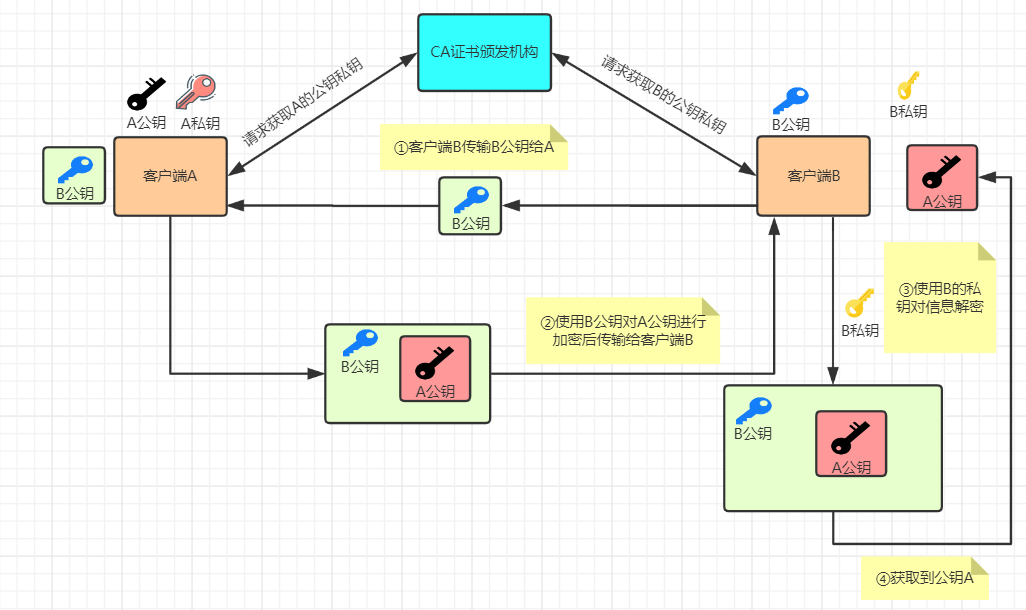 CA证书颁发机构
请求获取A的公钥私钥
请求获取B的公钥私钥
A公钥
A私钥
B公钥
B私钥
①客户端B传输B公钥给A
B公钥
客户端A
B公钥
客户端B
A公钥
②使用B公钥对A公钥进行
加密后传输给客户端B
③使用B的私
钥对信息解密
B私钥
B公钥
A公钥
B公钥
A公钥
④获取到公钥A